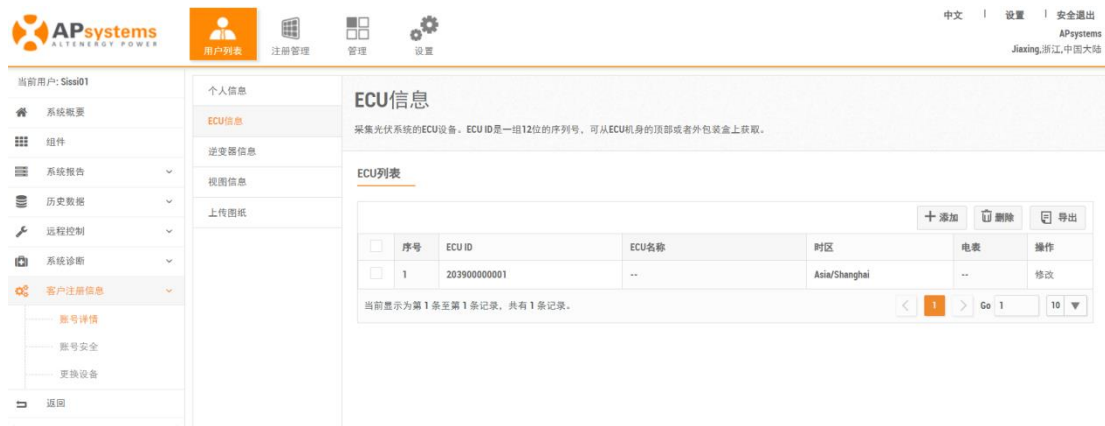 APsystems
ALTENERGY POWER
用户列表
注册管理
管理
设置
中文 | 设置 | 安全退出
APsystems
Jiaxing,浙江,中国大陆
当前用户: Sissi01
系统概要
组件
系统报告
历史数据
远程控制
系统诊断
客户注册信息
账号详情
账号安全
更换设备
返回
个人信息
ECU信息
逆变器信息
视图信息
上传图纸
ECU信息
采集光伏系统的ECU设备。ECU ID是一组12位的序列号，可从ECU机身的顶部或者外包装盒上获取。
ECU列表
添加 删除 导出
序号 ECU ID ECU名称 时区 电表 操作
1 203900000001 -- Asia/Shanghai -- 修改
当前显示为第 1 条至第 1 条记录，共有 1 条记录。
< 1 > Go 1 10